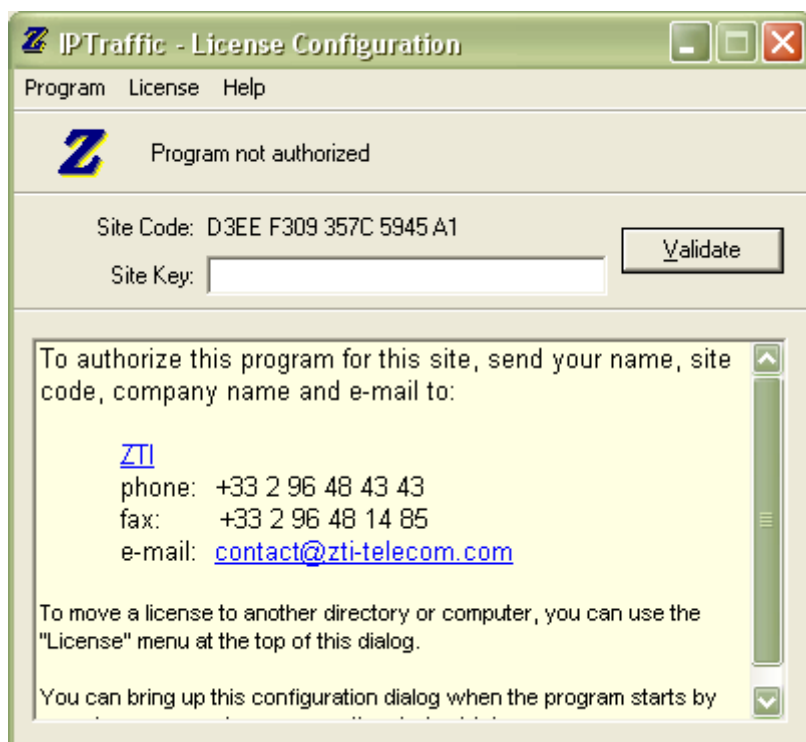 IPTraffic - License Configuration
Program License Help
Program not authorized
Site Code: D3EE F309 357C 5945 A1
Validate
Site Key:
To authorize this program for this site, send your name, site
code, company name and e-mail to:
ZTI
phone: +33 2 96 48 43 43
fax: +33 2 96 48 14 85
e-mail: contact@zti-telecom.com
To move a license to another directory or computer, you can use the
"License" menu at the top of this dialog.
You can bring up this configuration dialog when the program starts by